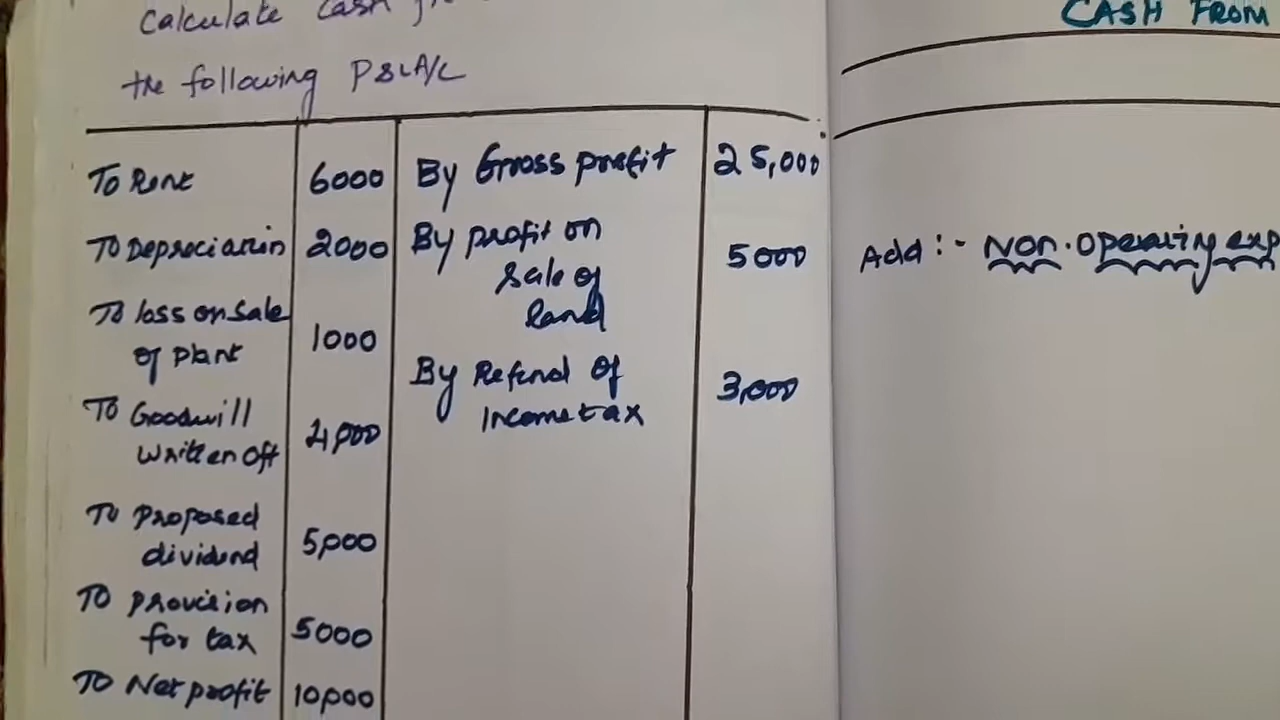 Calculate Cash
the following P&LA/C
To Rent 6000 By Gross profit 25,000
To Depreciation 2000 By profit on
sale of
land 5000
To loss on sale
of plant 1000
By Refund of
Income tax 3,000
To Goodwill
written off 4,000
To Proposed
dividend 5,000
To provision
for tax 5000
To Net profit 10,000
CASH FROM
Add :- Non-Operating exp